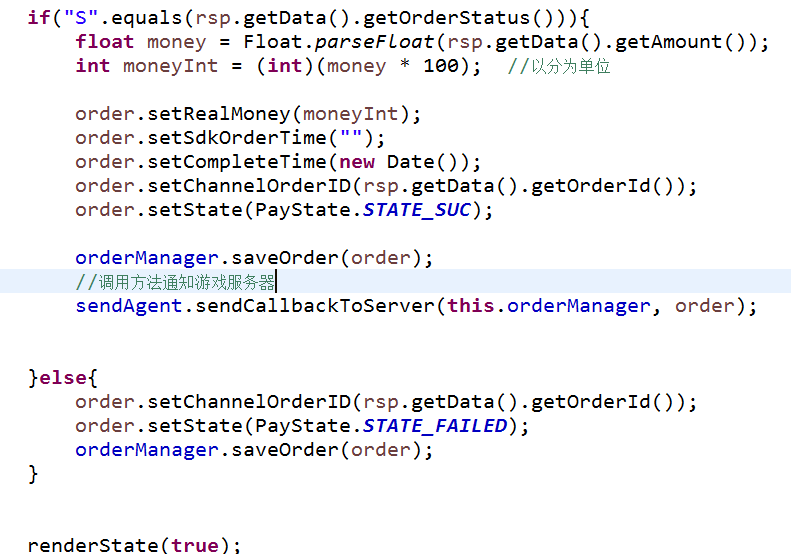 if("S".equals(rsp.getData().getOrderStatus())){
float money = Float.parseFloat(rsp.getData().getAmount());
int moneyInt = (int)(money * 100);  //以分为单位
order.setRealMoney(moneyInt);
order.setSdkOrderTime("");
order.setCompleteTime(new Date());
order.setChannelOrderID(rsp.getData().getOrderId());
order.setState(PayState.STATE_SUC);
orderManager.saveOrder(order);
//调用方法通知游戏服务器
sendAgent.sendCallbackToServer(this.orderManager, order);
}else{
order.setChannelOrderID(rsp.getData().getOrderId());
order.setState(PayState.STATE_FAILED);
orderManager.saveOrder(order);
}
renderState(true);